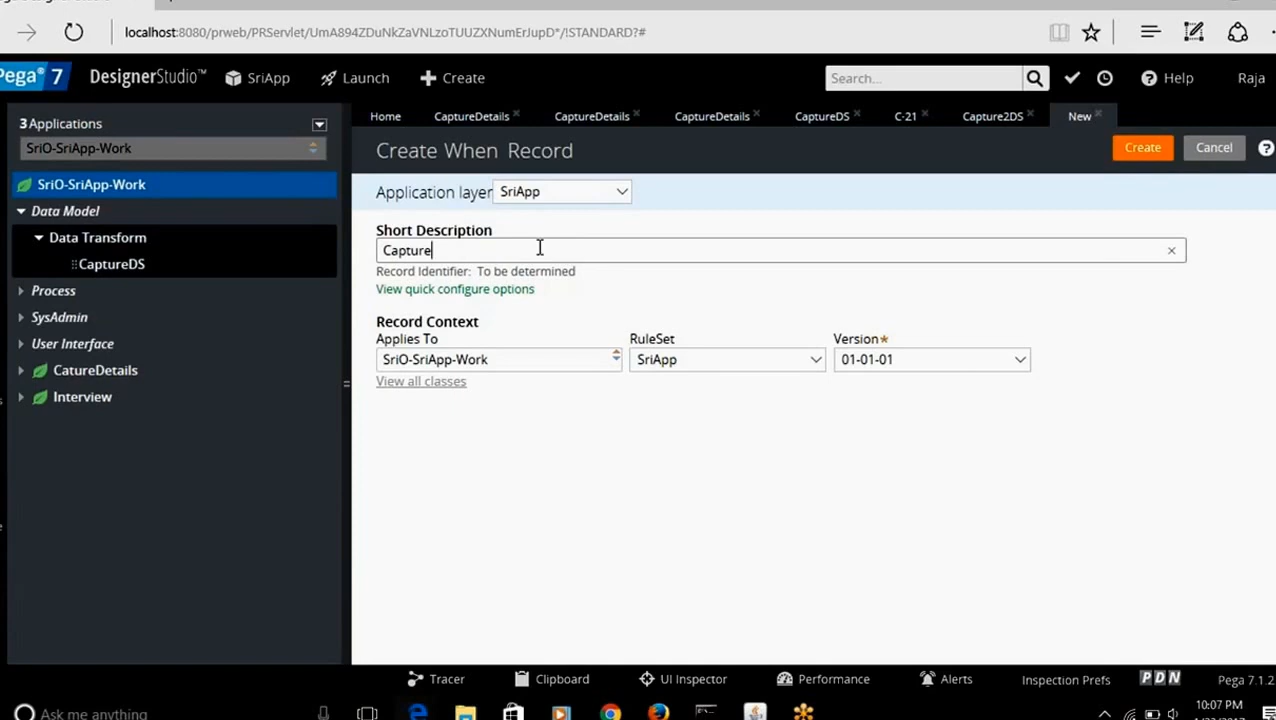 localhost:8080/prweb/PRServlet/UmA894ZDuNkZaVNLzoTUUZXNumErJupD*/!STANDARD?#
Pega 7 DesignerStudio™ SriApp Launch Create Search... Help Raja
3 Applications
SriO-SriApp-Work
SriO-SriApp-Work
Data Model
Data Transform
CaptureDS
Process
SysAdmin
User Interface
CatureDetails
Interview
Home CaptureDetails CaptureDetails CaptureDetails CaptureDS C-21 Capture2DS New
Create When Record Create Cancel
Application layer SriApp
Short Description
Capture
Record Identifier: To be determined
View quick configure options
Record Context
Applies To RuleSet Version*
SriO-SriApp-Work SriApp 01-01-01
View all classes
Tracer Clipboard UI Inspector Performance Alerts Inspection Prefs PDN Pega 7.1.2
Ask me anything 10:07 PM